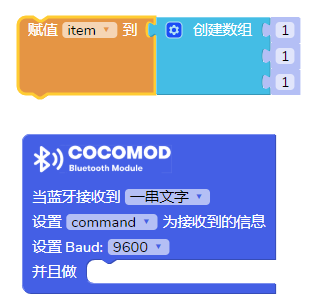 赋值 item 到 创建数组 1
1
1
COCOMOD
Bluetooth Module
当蓝牙接收到 一串文字
设置 command 为接收到的信息
设置 Baud: 9600
并且做